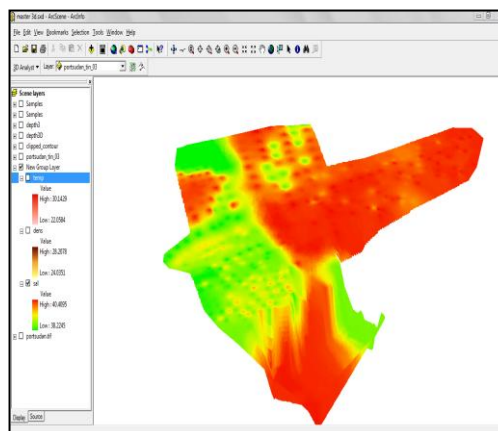 master 3d.sxd - ArcScene - ArcInfo
File Edit View Bookmarks Selection Tools Window Help
3D Analyst Layer: portsudan_tin_03
Scene layers
Samples
Samples
depth3
depth3D
clipped_contour
portsudan_tin_03
New Group Layer
temp
Value
High : 30.1429
Low : 22.0584
dens
Value
High : 28.2078
Low : 24.0351
sal
Value
High : 40.4695
Low : 38.2245
portsudan.tif
Display Source